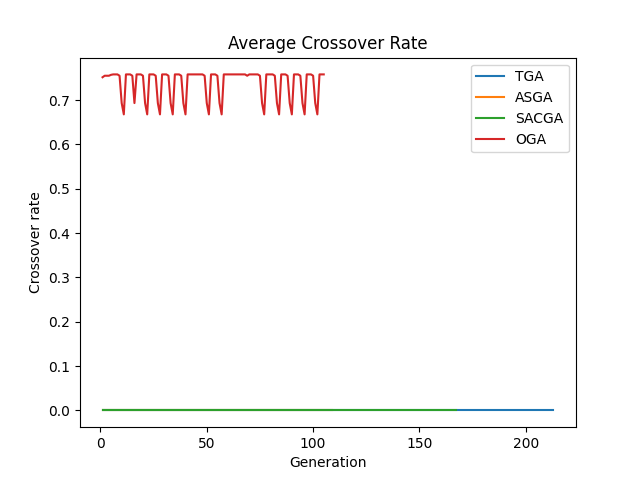 Average Crossover Rate
TGA
ASGA
SACGA
OGA
Crossover rate
0.7
0.6
0.5
0.4
0.3
0.2
0.1
0.0
0 50 100 150 200
Generation